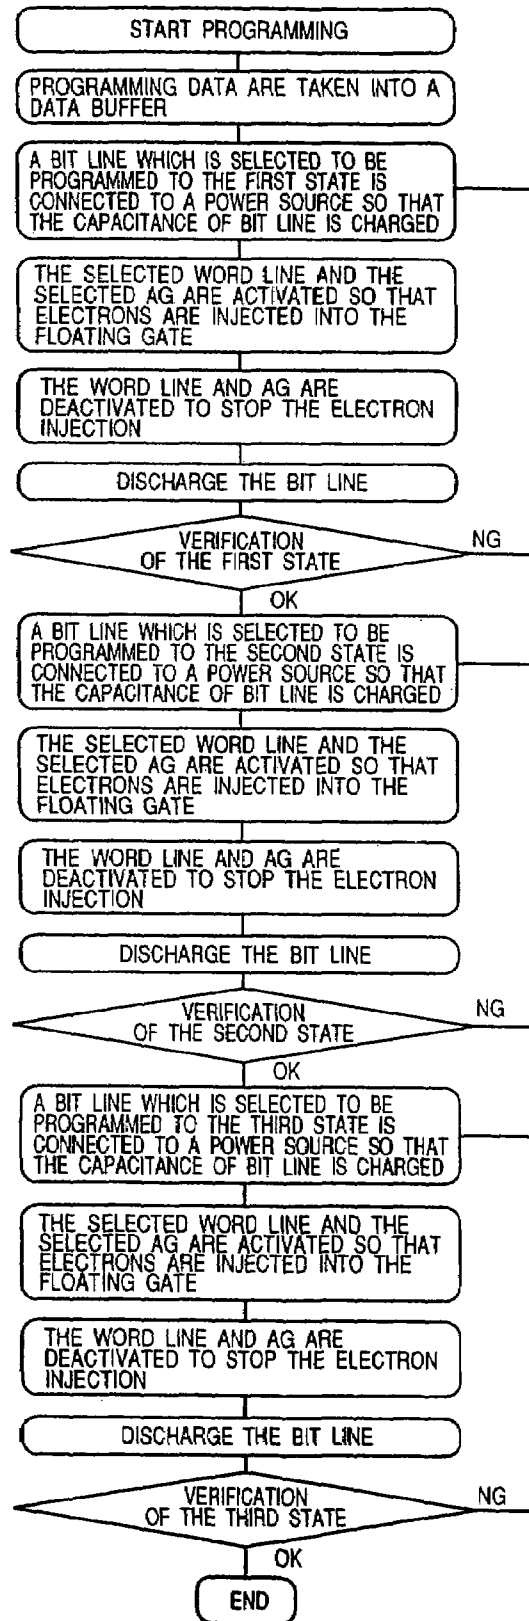 START PROGRAMMING
PROGRAMMING DATA ARE TAKEN INTO A
DATA BUFFER
A BIT LINE WHICH IS SELECTED TO BE
PROGRAMMED TO THE FIRST STATE IS
CONNECTED TO A POWER SOURCE SO THAT
THE CAPACITANCE OF BIT LINE IS CHARGED
THE SELECTED WORD LINE AND THE
SELECTED AG ARE ACTIVATED SO THAT
ELECTRONS ARE INJECTED INTO THE
FLOATING GATE
THE WORD LINE AND AG ARE
DEACTIVATED TO STOP THE ELECTRON
INJECTION
DISCHARGE THE BIT LINE
VERIFICATION
OF THE FIRST STATE
NG
OK
A BIT LINE WHICH IS SELECTED TO BE
PROGRAMMED TO THE SECOND STATE IS
CONNECTED TO A POWER SOURCE SO THAT
THE CAPACITANCE OF BIT LINE IS CHARGED
THE SELECTED WORD LINE AND THE
SELECTED AG ARE ACTIVATED SO THAT
ELECTRONS ARE INJECTED INTO THE
FLOATING GATE
THE WORD LINE AND AG ARE
DEACTIVATED TO STOP THE ELECTRON
INJECTION
DISCHARGE THE BIT LINE
VERIFICATION
OF THE SECOND STATE
NG
OK
A BIT LINE WHICH IS SELECTED TO BE
PROGRAMMED TO THE THIRD STATE IS
CONNECTED TO A POWER SOURCE SO THAT
THE CAPACITANCE OF BIT LINE IS CHARGED
THE SELECTED WORD LINE AND THE
SELECTED AG ARE ACTIVATED SO THAT
ELECTRONS ARE INJECTED INTO THE
FLOATING GATE
THE WORD LINE AND AG ARE
DEACTIVATED TO STOP THE ELECTRON
INJECTION
DISCHARGE THE BIT LINE
VERIFICATION
OF THE THIRD STATE
NG
OK
END